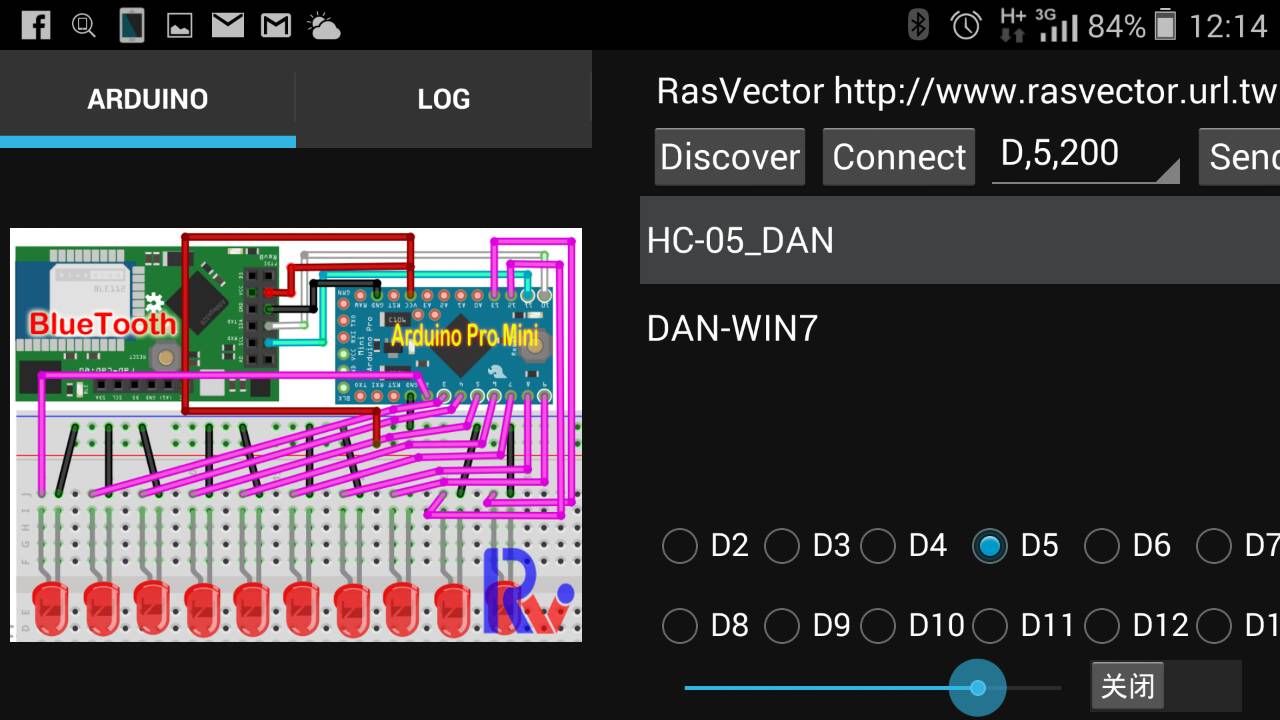 H+ 3G 84% 12:14
ARDUINO LOG
RasVector http://www.rasvector.url.tw
Discover Connect D,5,200 Send
HC-05_DAN
DAN-WIN7
BlueTooth
Arduino Pro Mini
D2 D3 D4 D5 D6 D7
D8 D9 D10 D11 D12 D1
关闭